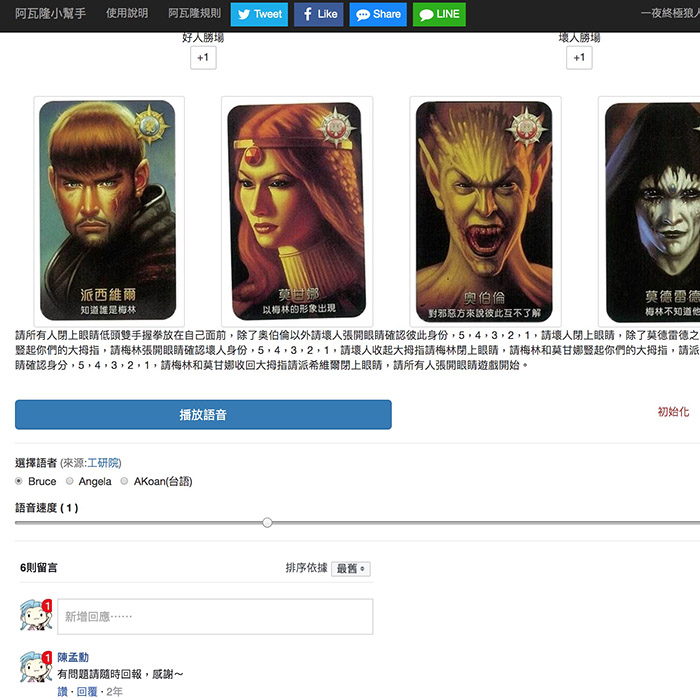 阿瓦隆小幫手 使用說明 阿瓦隆規則 Tweet Like Share LINE 一夜終極狼人
好人勝場 壞人勝場
+1 +1
派西維爾
知道誰是梅林
莫甘娜
以梅林的形象出現
奧伯倫
對邪惡方來說彼此互不了解
莫德雷德
梅林不知道他
請所有人閉上眼睛低頭雙手握拳放在自己面前，除了奧伯倫以外請壞人張開眼睛確認彼此身份，5，4，3，2，1，請壞人閉上眼睛，除了莫德雷德之
豎起你們的大拇指，請梅林張開眼睛確認壞人身份，5，4，3，2，1，請壞人收起大拇指請梅林閉上眼睛，請梅林和莫甘娜豎起你們的大拇指，請派
睛確認身分，5，4，3，2，1，請梅林和莫甘娜收回大拇指請派希維爾閉上眼睛，請所有人張開眼睛遊戲開始。
播放語音 初始化
選擇語者 (來源:工研院)
Bruce Angela AKoan(台語)
語音速度 ( 1 )
6則留言 排序依據 最舊
1 新增回應……
1 陳孟勳
有問題請隨時回報，感謝～
讚 · 回覆 · 2年